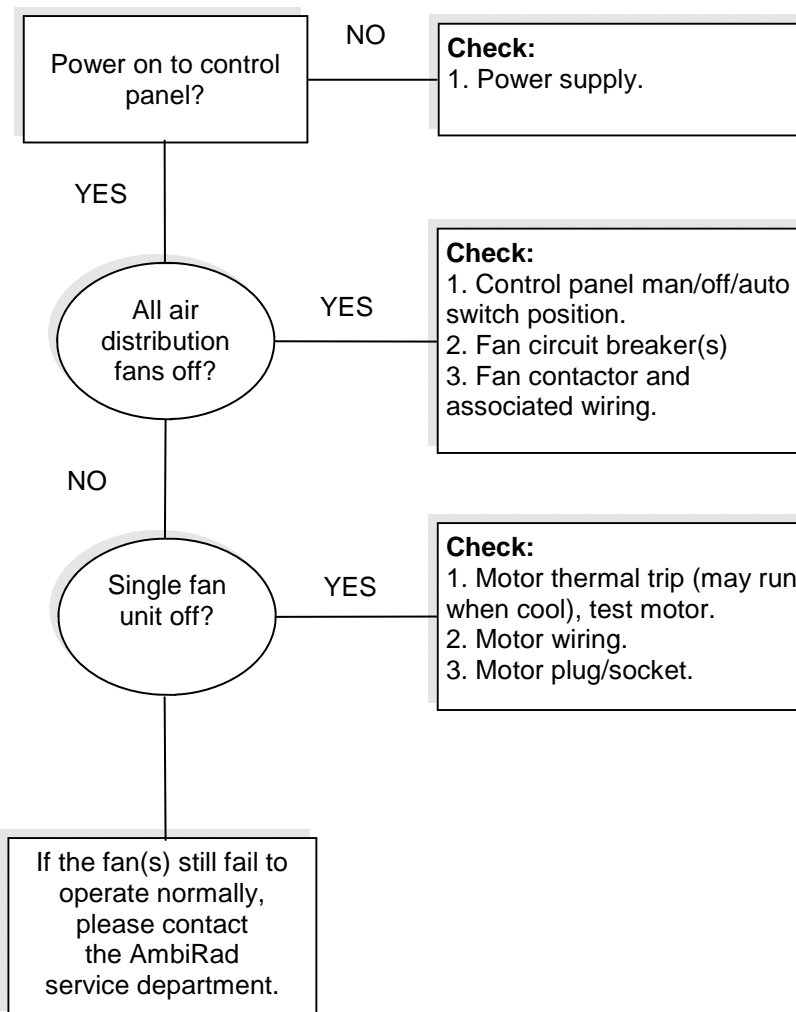 Power on to control
panel?
NO
Check:
1. Power supply.
YES
All air
distribution
fans off?
YES
Check:
1. Control panel man/off/auto
switch position.
2. Fan circuit breaker(s)
3. Fan contactor and
associated wiring.
NO
Single fan
unit off?
YES
Check:
1. Motor thermal trip (may run
when cool), test motor.
2. Motor wiring.
3. Motor plug/socket.
If the fan(s) still fail to
operate normally,
please contact
the AmbiRad
service department.